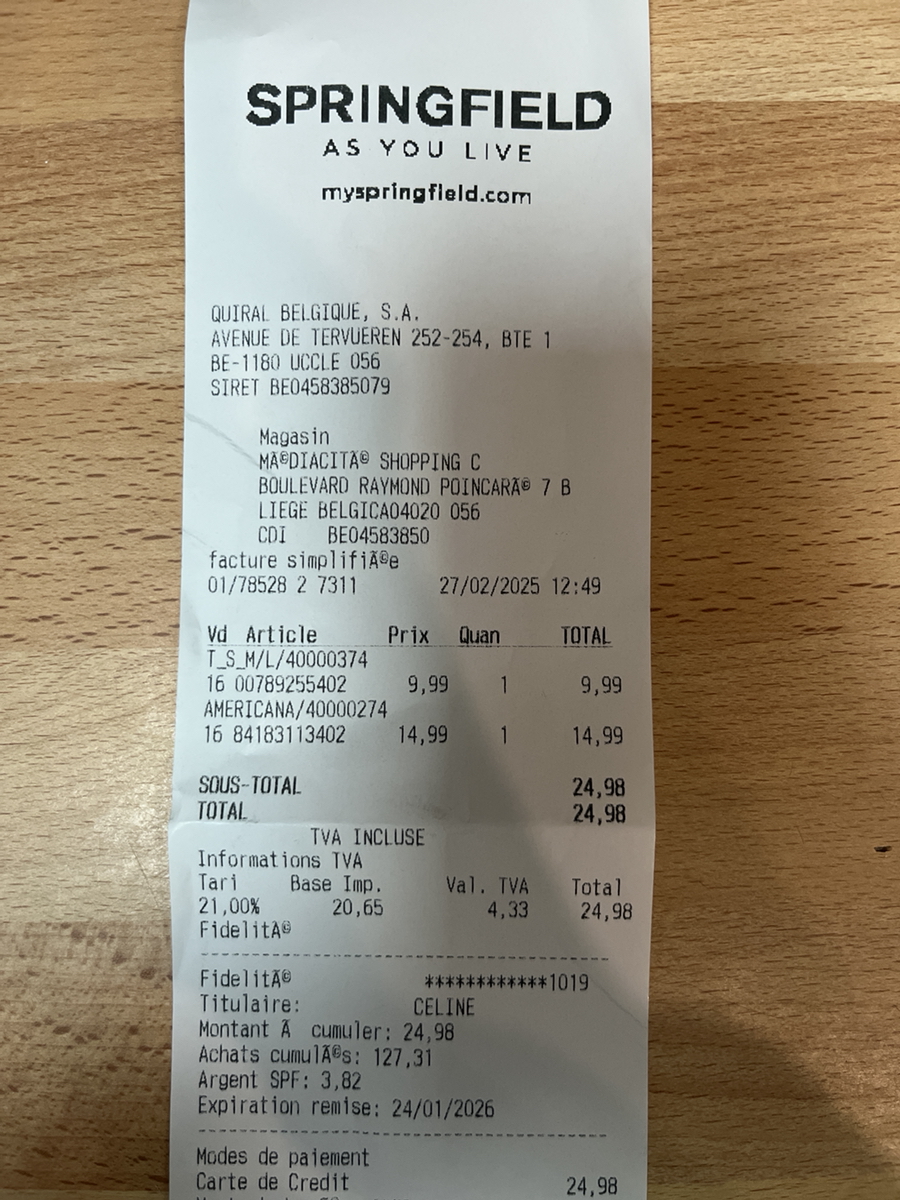 SPRINGFIELD
AS YOU LIVE
myspringfield.com
QUIRAL BELGIQUE, S.A.
AVENUE DE TERVUEREN 252-254, BTE 1
BE-1180 UCCLE 056
SIRET BE0458385079
Magasin
MÃ©DIACITÃ© SHOPPING C
BOULEVARD RAYMOND POINCARÃ© 7 B
LIEGE BELGICA04020 056
CDI BE04583850
facture simplifiÃ©e
01/78528 2 7311 27/02/2025 12:49
Vd Article Prix Quan TOTAL
T_S_M/L/40000374
16 00789255402 9,99 1 9,99
AMERICANA/40000274
16 84183113402 14,99 1 14,99
SOUS-TOTAL 24,98
TOTAL 24,98
TVA INCLUSE
Informations TVA
Tari Base Imp. Val. TVA Total
21,00% 20,65 4,33 24,98
FidelitÃ©
FidelitÃ© ************1019
Titulaire: CELINE
Montant Ã cumuler: 24,98
Achats cumulÃ©s: 127,31
Argent SPF: 3,82
Expiration remise: 24/01/2026
Modes de paiement
Carte de Credit 24,98